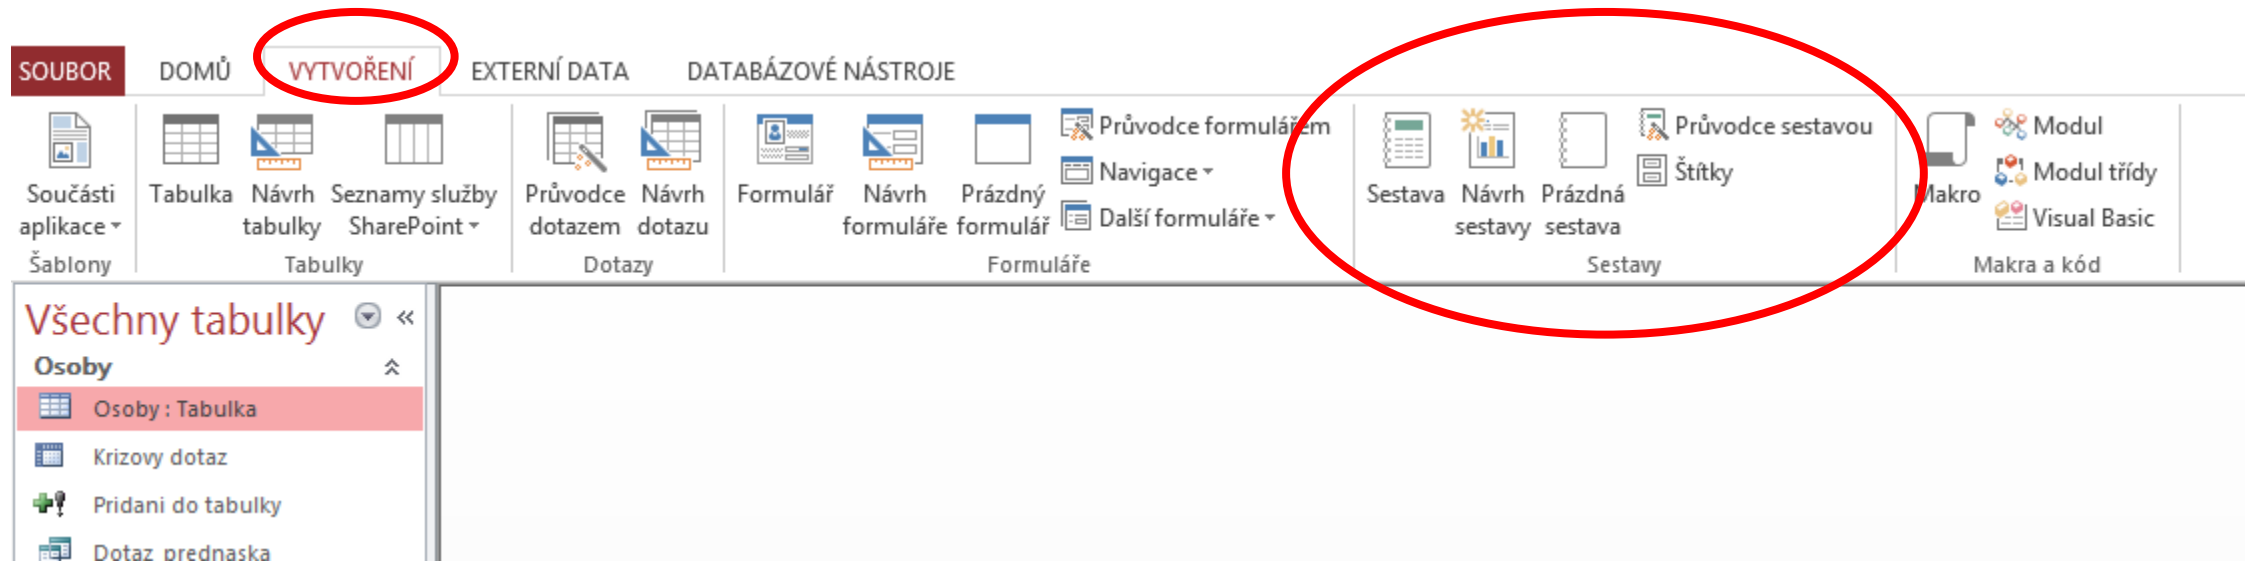 SOUBOR DOMŮ VYTVOŘENÍ EXTERNÍ DATA DATABÁZOVÉ NÁSTROJE
Součásti aplikace
Tabulka
Návrh tabulky
Seznamy služby SharePoint
Průvodce dotazem
Návrh dotazu
Formulář
Návrh formuláře
Prázdný formulář
Průvodce formulářem
Navigace
Další formuláře
Sestava
Návrh sestavy
Prázdná sestava
Průvodce sestavou
Štítky
Makro
Modul
Modul třídy
Visual Basic
Šablony Tabulky Dotazy Formuláře Sestavy Makra a kód
Všechny tabulky
Osoby
Osoby : Tabulka
Krizovy dotaz
Pridani do tabulky
Dotaz prednaska